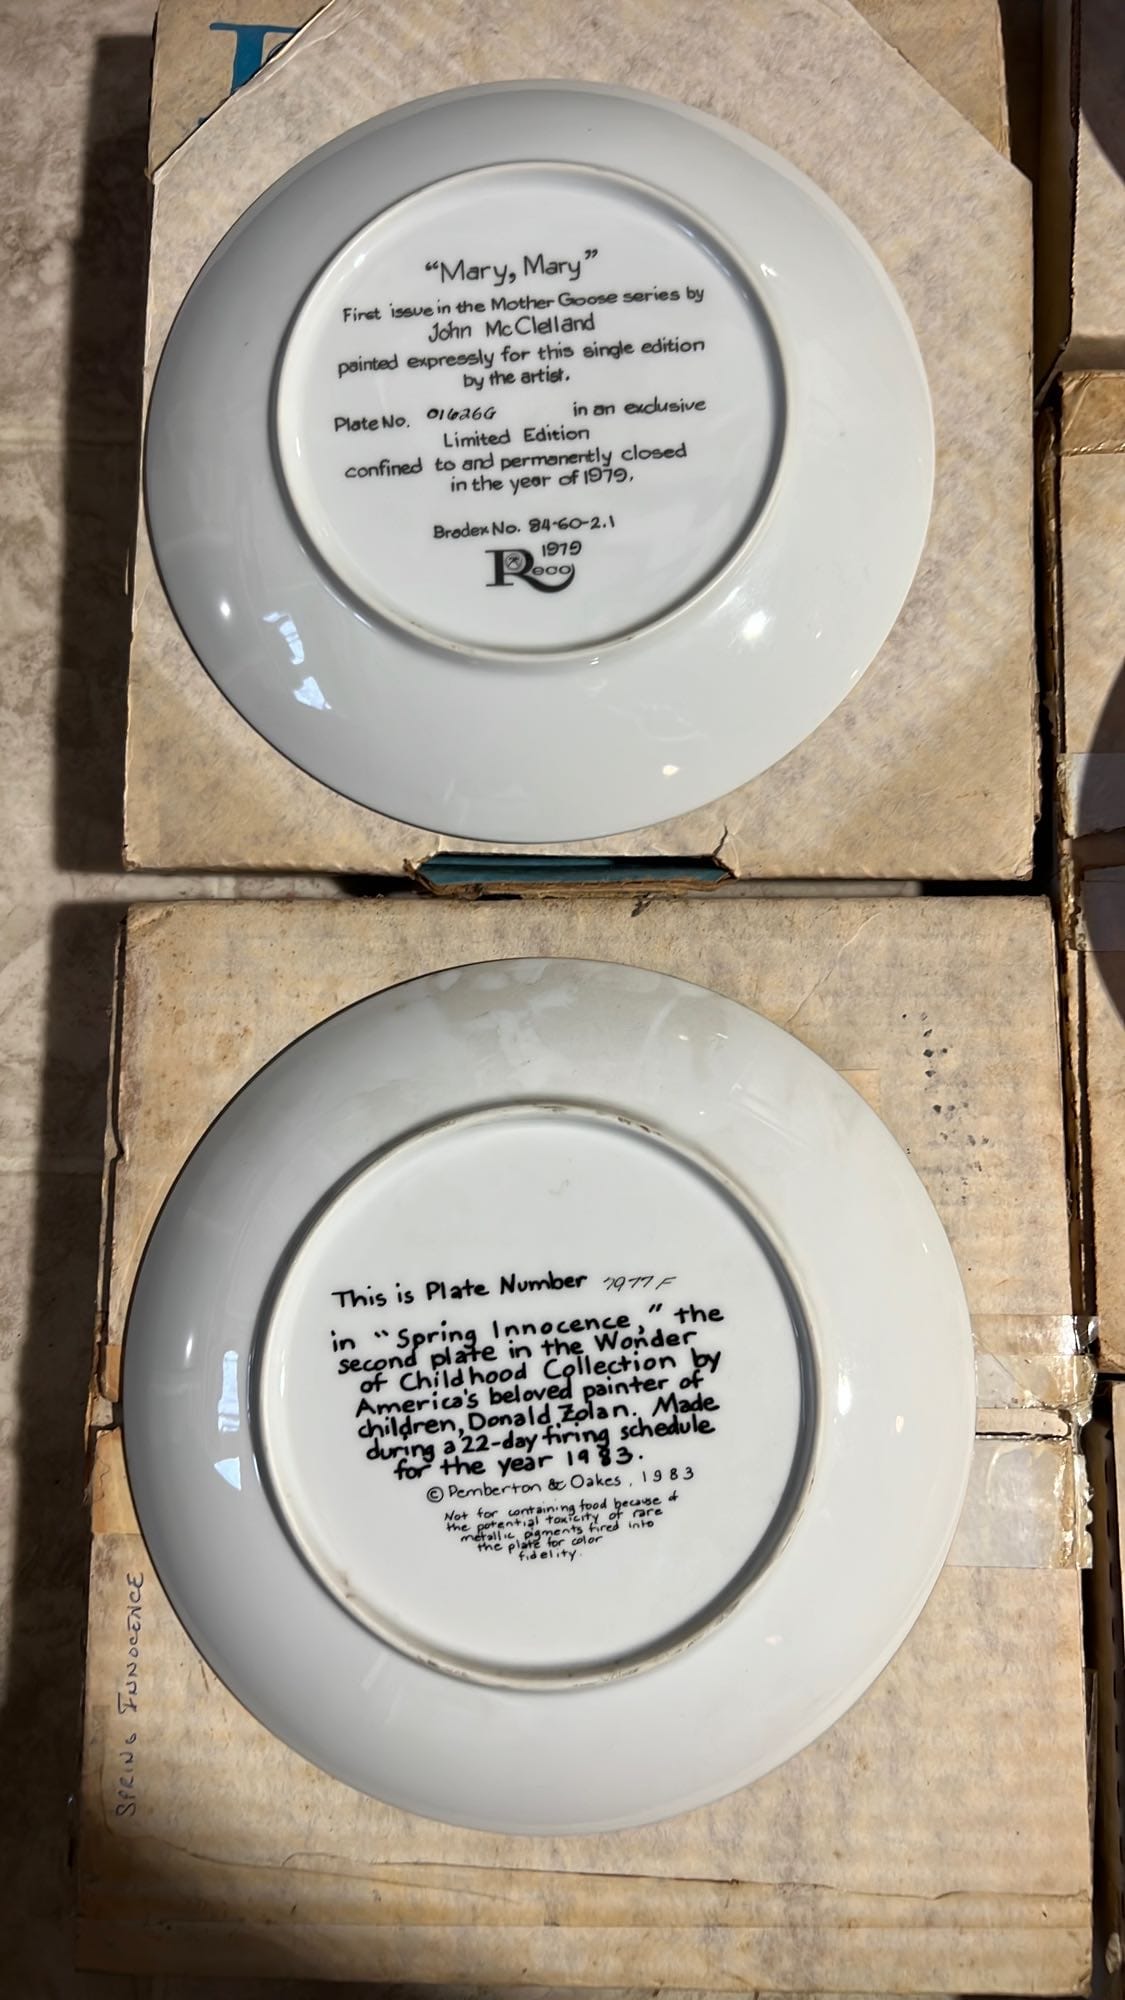 “Mary, Mary”
First issue in the Mother Goose series by
John McClelland
painted expressly for this single edition
by the artist.
Plate No. 01626G in an exclusive
Limited Edition
confined to and permanently closed
in the year of 1979.
Bradex No. 84-60-2.1
1979
Reco
This is Plate Number 7977F
in “Spring Innocence,” the
second plate in the Wonder
of Childhood Collection by
America's beloved painter of
children, Donald Zolan. Made
during a 22-day firing schedule
for the year 1983.
© Pemberton & Oakes, 1983
Not for containing food because of
the potential toxicity of rare
metallic pigments fired into
the plate for color
fidelity.
SPRING INNOCENCE